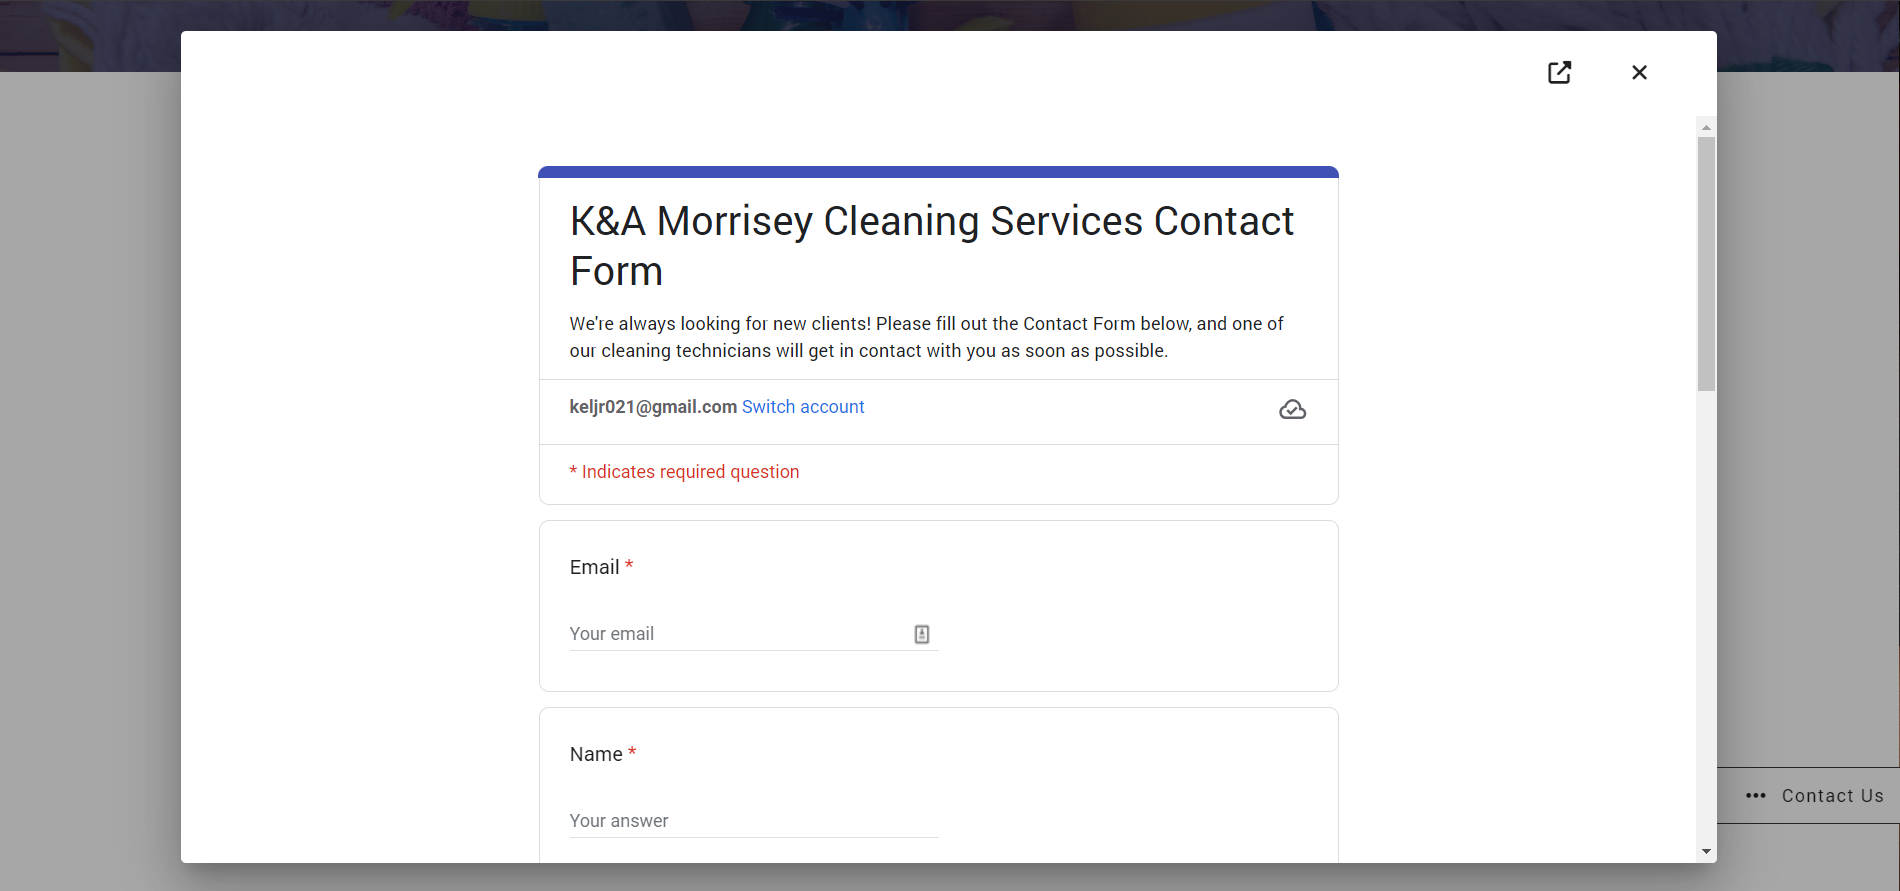 K&A Morrisey Cleaning Services Contact
Form
We're always looking for new clients! Please fill out the Contact Form below, and one of
our cleaning technicians will get in contact with you as soon as possible.
keljr021@gmail.com Switch account
* Indicates required question
Email *
Your email
Name *
Your answer
Contact Us